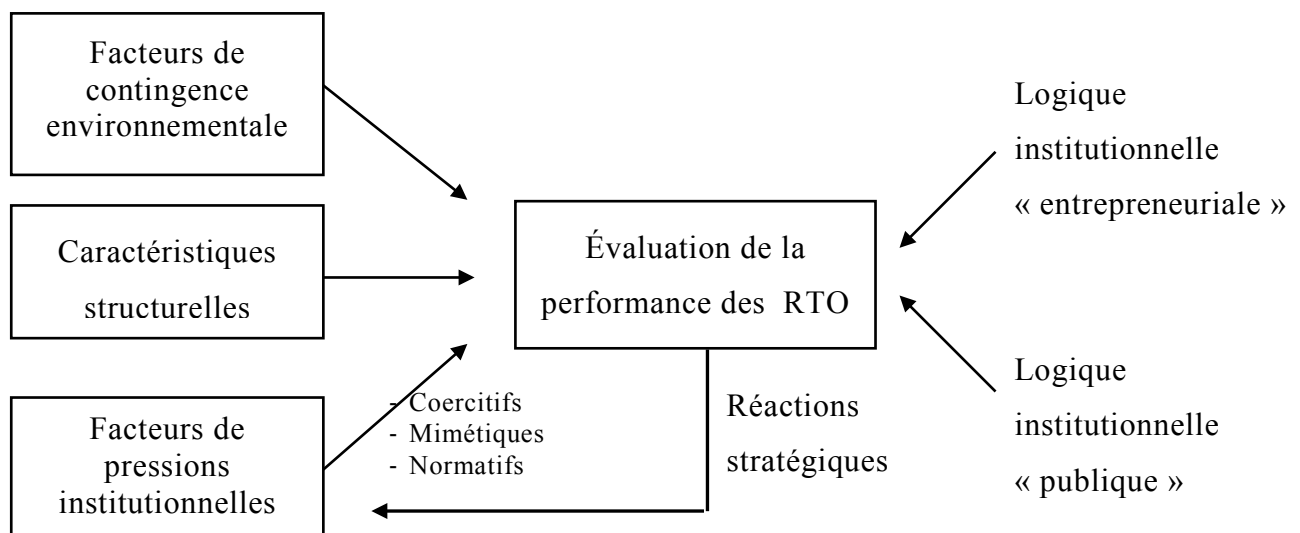 Facteurs de
contingence
environnementale
Caractéristiques
structurelles
Facteurs de
pressions
institutionnelles
- Coercitifs
- Mimétiques
- Normatifs
Évaluation de la
performance des RTO
Réactions
stratégiques
Logique
institutionnelle
« entrepreneuriale »
Logique
institutionnelle
« publique »